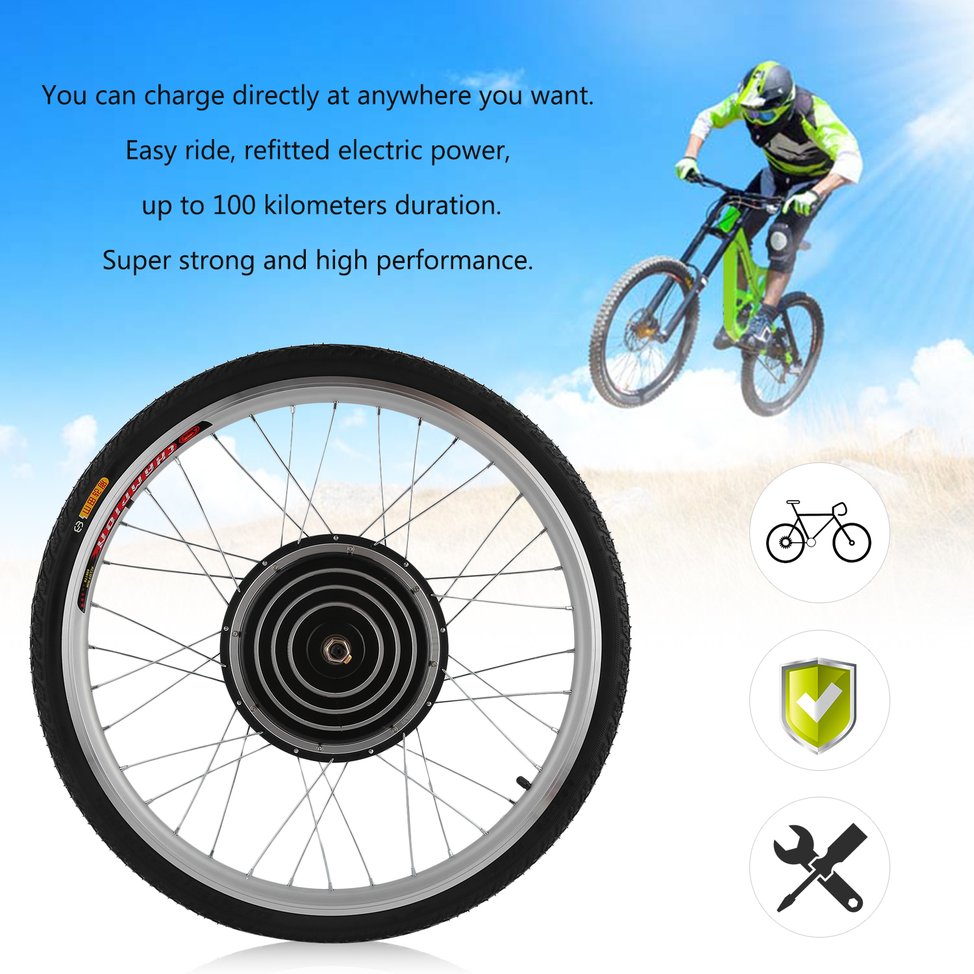 You can charge directly at anywhere you want.
Easy ride, refitted electric power,
up to 100 kilometers duration.
Super strong and high performance.
CHAMPION